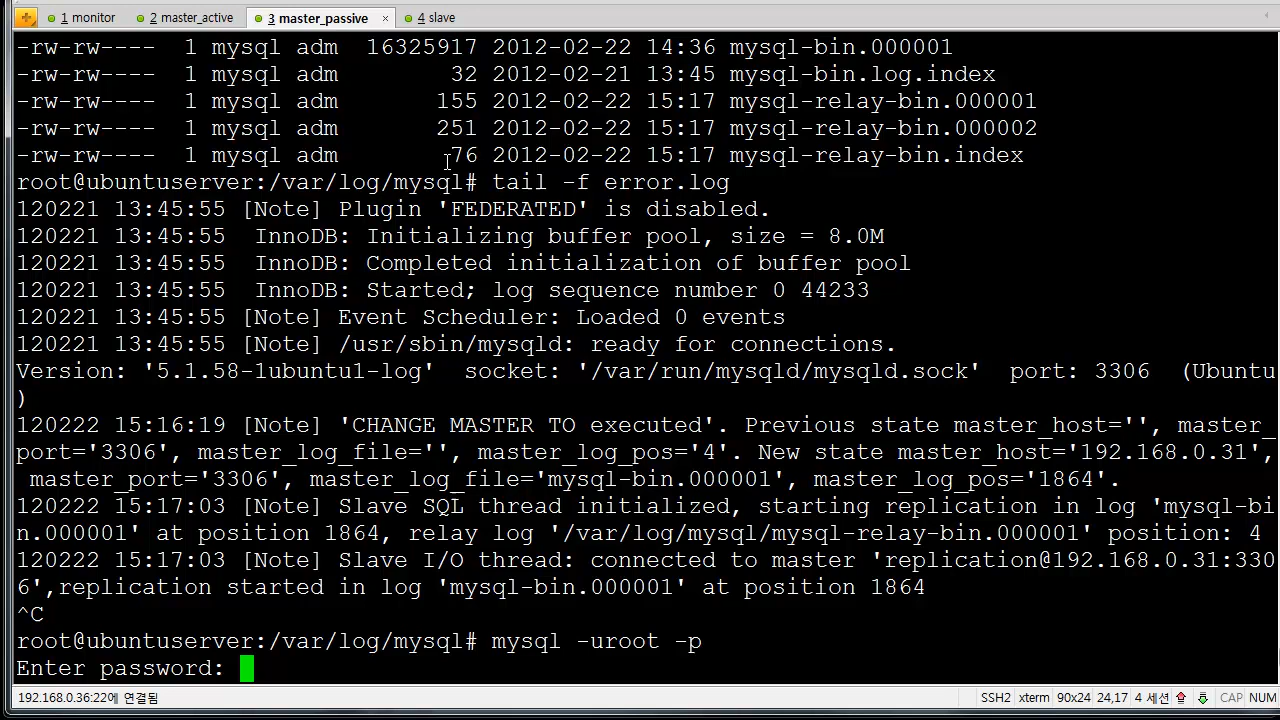 1 monitor
2 master_active
3 master_passive ×
4 slave
-rw-rw----  1 mysql adm  16325917 2012-02-22 14:36 mysql-bin.000001
-rw-rw----  1 mysql adm        32 2012-02-21 13:45 mysql-bin.log.index
-rw-rw----  1 mysql adm       155 2012-02-22 15:17 mysql-relay-bin.000001
-rw-rw----  1 mysql adm       251 2012-02-22 15:17 mysql-relay-bin.000002
-rw-rw----  1 mysql adm        76 2012-02-22 15:17 mysql-relay-bin.index
root@ubuntuserver:/var/log/mysql# tail -f error.log
120221 13:45:55 [Note] Plugin 'FEDERATED' is disabled.
120221 13:45:55  InnoDB: Initializing buffer pool, size = 8.0M
120221 13:45:55  InnoDB: Completed initialization of buffer pool
120221 13:45:55  InnoDB: Started; log sequence number 0 44233
120221 13:45:55 [Note] Event Scheduler: Loaded 0 events
120221 13:45:55 [Note] /usr/sbin/mysqld: ready for connections.
Version: '5.1.58-1ubuntu1-log'  socket: '/var/run/mysqld/mysqld.sock'  port: 3306  (Ubuntu
)
120222 15:16:19 [Note] 'CHANGE MASTER TO executed'. Previous state master_host='', master_
port='3306', master_log_file='', master_log_pos='4'. New state master_host='192.168.0.31',
 master_port='3306', master_log_file='mysql-bin.000001', master_log_pos='1864'.
120222 15:17:03 [Note] Slave SQL thread initialized, starting replication in log 'mysql-bi
n.000001' at position 1864, relay log '/var/log/mysql/mysql-relay-bin.000001' position: 4
120222 15:17:03 [Note] Slave I/O thread: connected to master 'replication@192.168.0.31:330
6',replication started in log 'mysql-bin.000001' at position 1864
^C
root@ubuntuserver:/var/log/mysql# mysql -uroot -p
Enter password:
192.168.0.36:22에 연결됨
SSH2 xterm 90x24 24,17 4 세션 CAP NUM